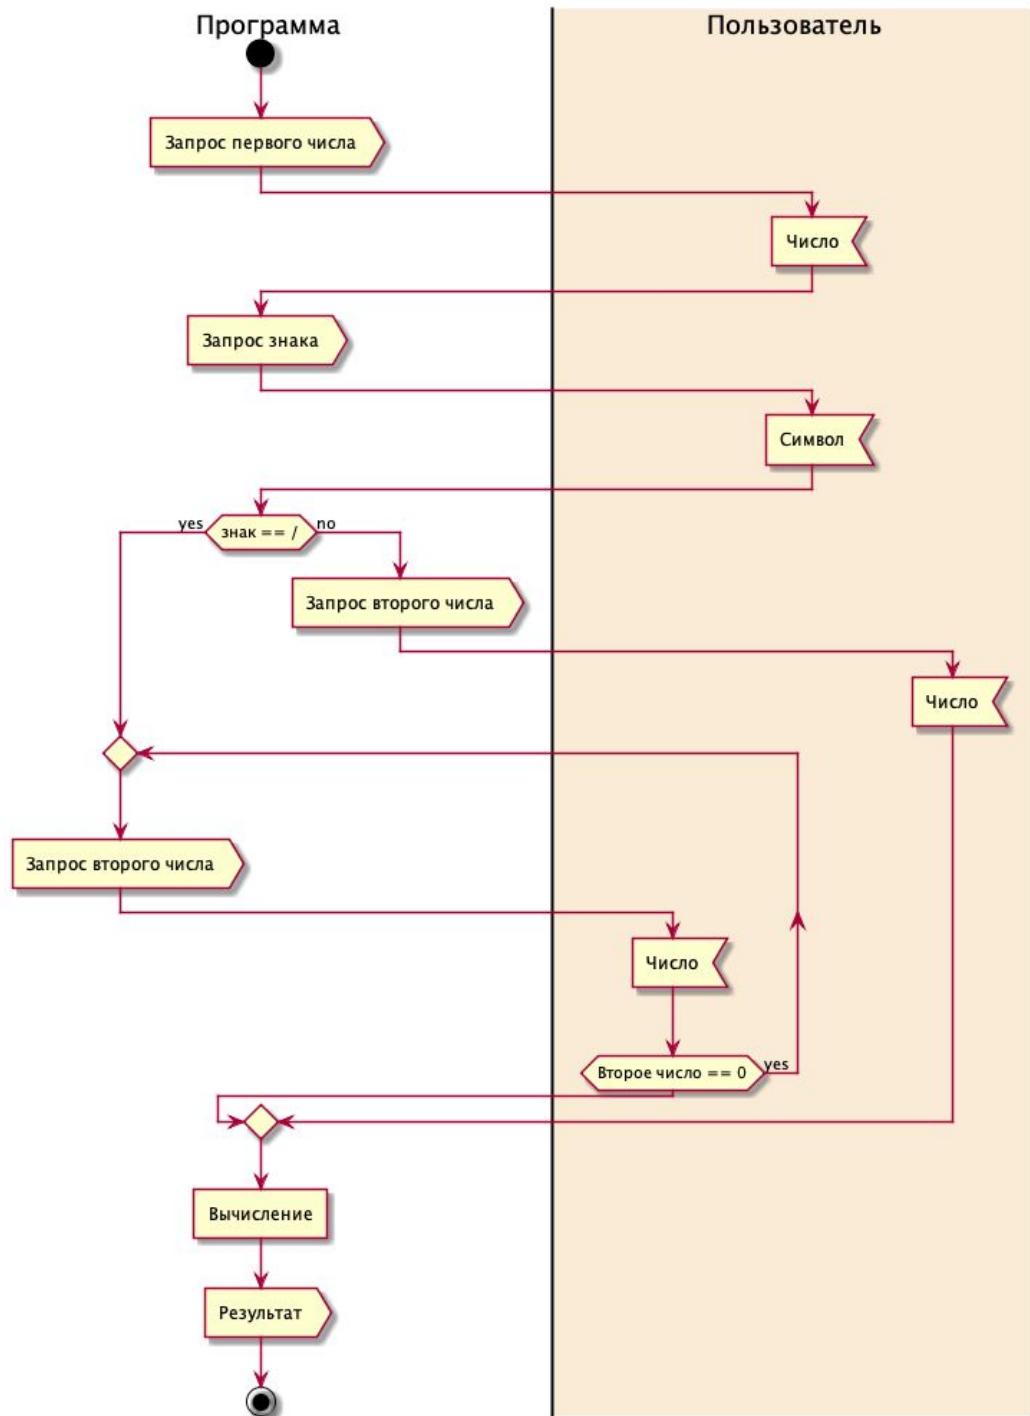 Программа
Пользователь
Запрос первого числа
Число
Запрос знака
Символ
yes
знак == /
no
Запрос второго числа
Число
Запрос второго числа
Число
Второе число == 0
yes
Вычисление
Результат